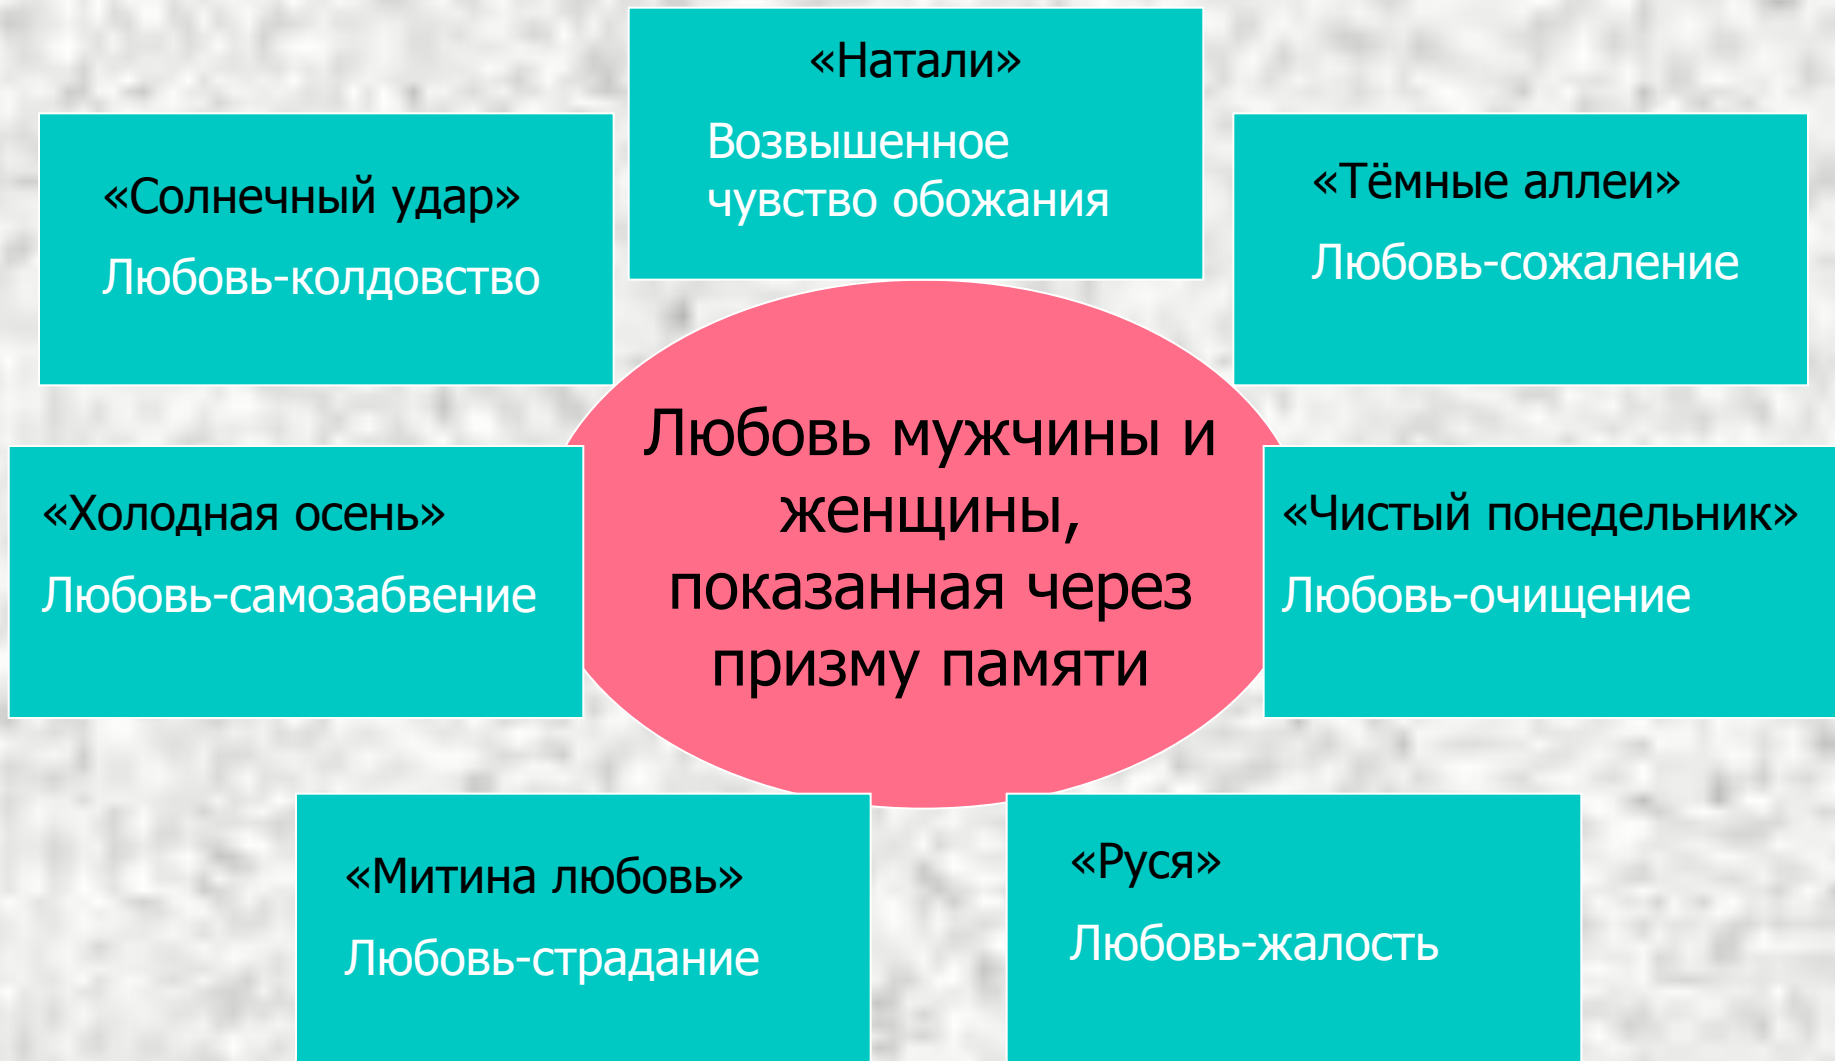 «Натали»
Возвышенное
чувство обожания
«Солнечный удар»
Любовь-колдовство
«Тёмные аллеи»
Любовь-сожаление
Любовь мужчины и
женщины,
показанная через
призму памяти
«Холодная осень»
Любовь-самозабвение
«Чистый понедельник»
Любовь-очищение
«Митина любовь»
Любовь-страдание
«Руся»
Любовь-жалость